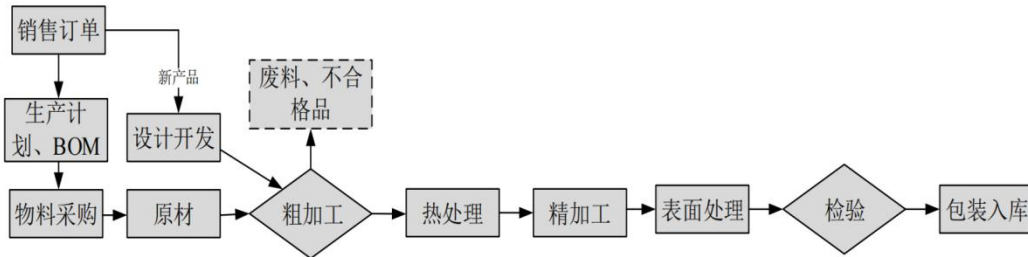 销售订单
新产品
废料、不合
格品
生产计
划、BOM
设计开发
物料采购
原材
粗加工
热处理
精加工
表面处理
检验
包装入库